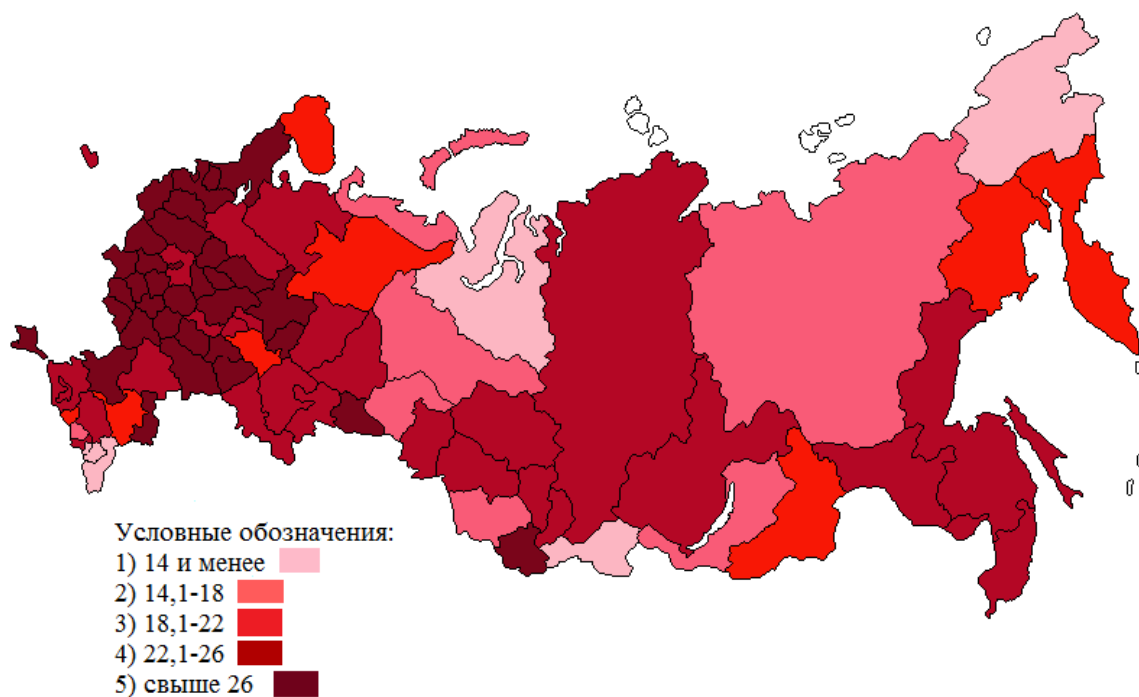 Условные обозначения:
1) 14 и менее
2) 14,1-18
3) 18,1-22
4) 22,1-26
5) свыше 26